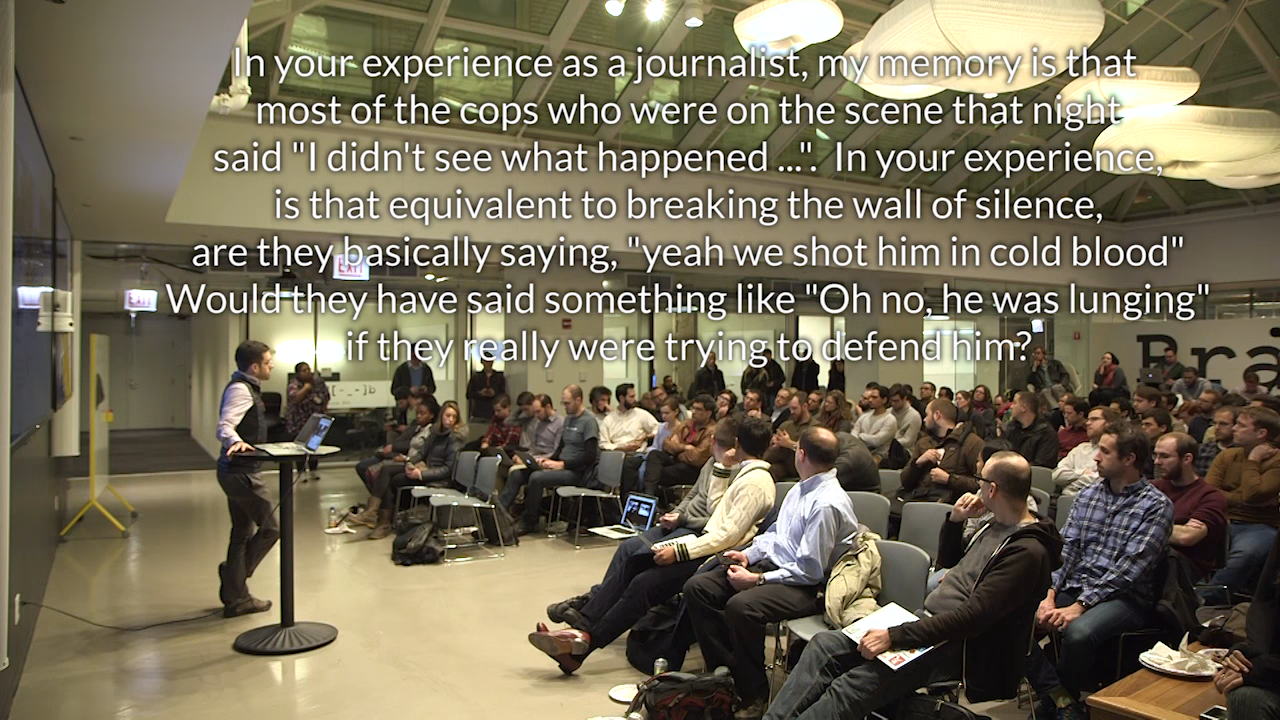 In your experience as a journalist, my memory is that
most of the cops who were on the scene that night
said "I didn't see what happened ...".  In your experience,
is that equivalent to breaking the wall of silence,
are they basically saying, "yeah we shot him in cold blood"
Would they have said something like "Oh no, he was lunging"
if they really were trying to defend him?
EXIT
EXIT
[-_-]b
Bra